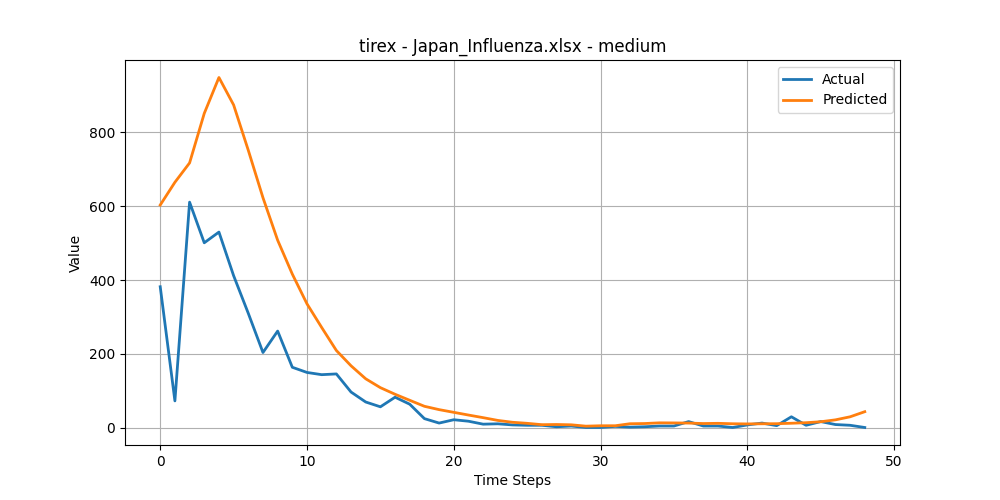 tirex - Japan_Influenza.xlsx - medium
Actual
Predicted
Value
800
600
400
200
0
0 10 20 30 40 50
Time Steps